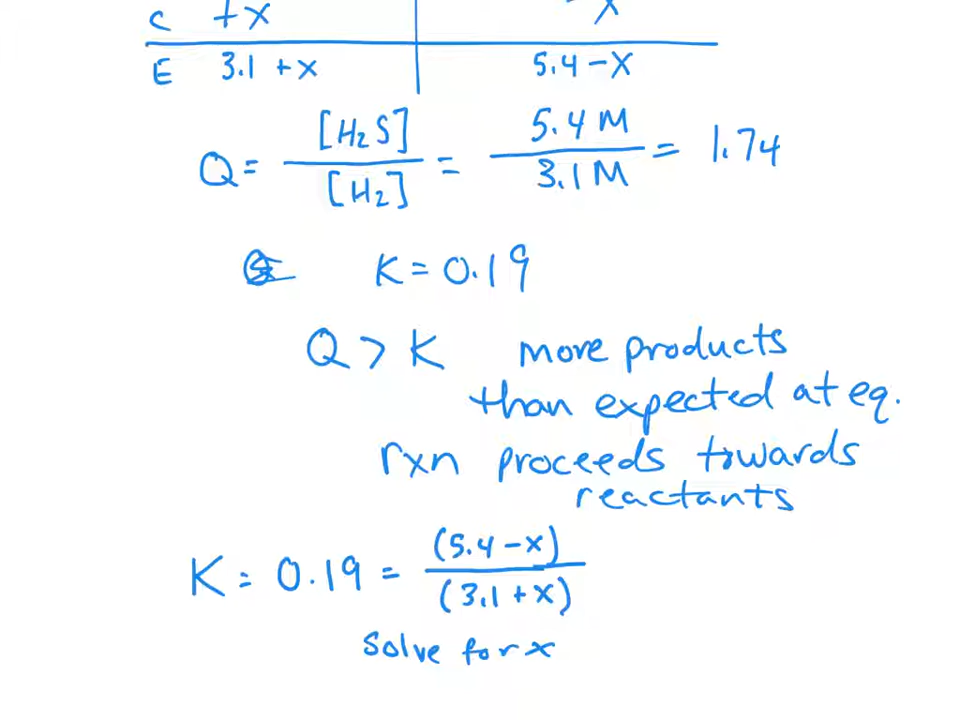 C +x -x
E 3.1 +x 5.4 -x
Q = [H₂S] / [H₂] = 5.4 M / 3.1 M = 1.74
K = 0.19
Q > K more products
than expected at eq.
rxn proceeds towards
reactants
K = 0.19 = (5.4 -x) / (3.1 +x)
solve for x